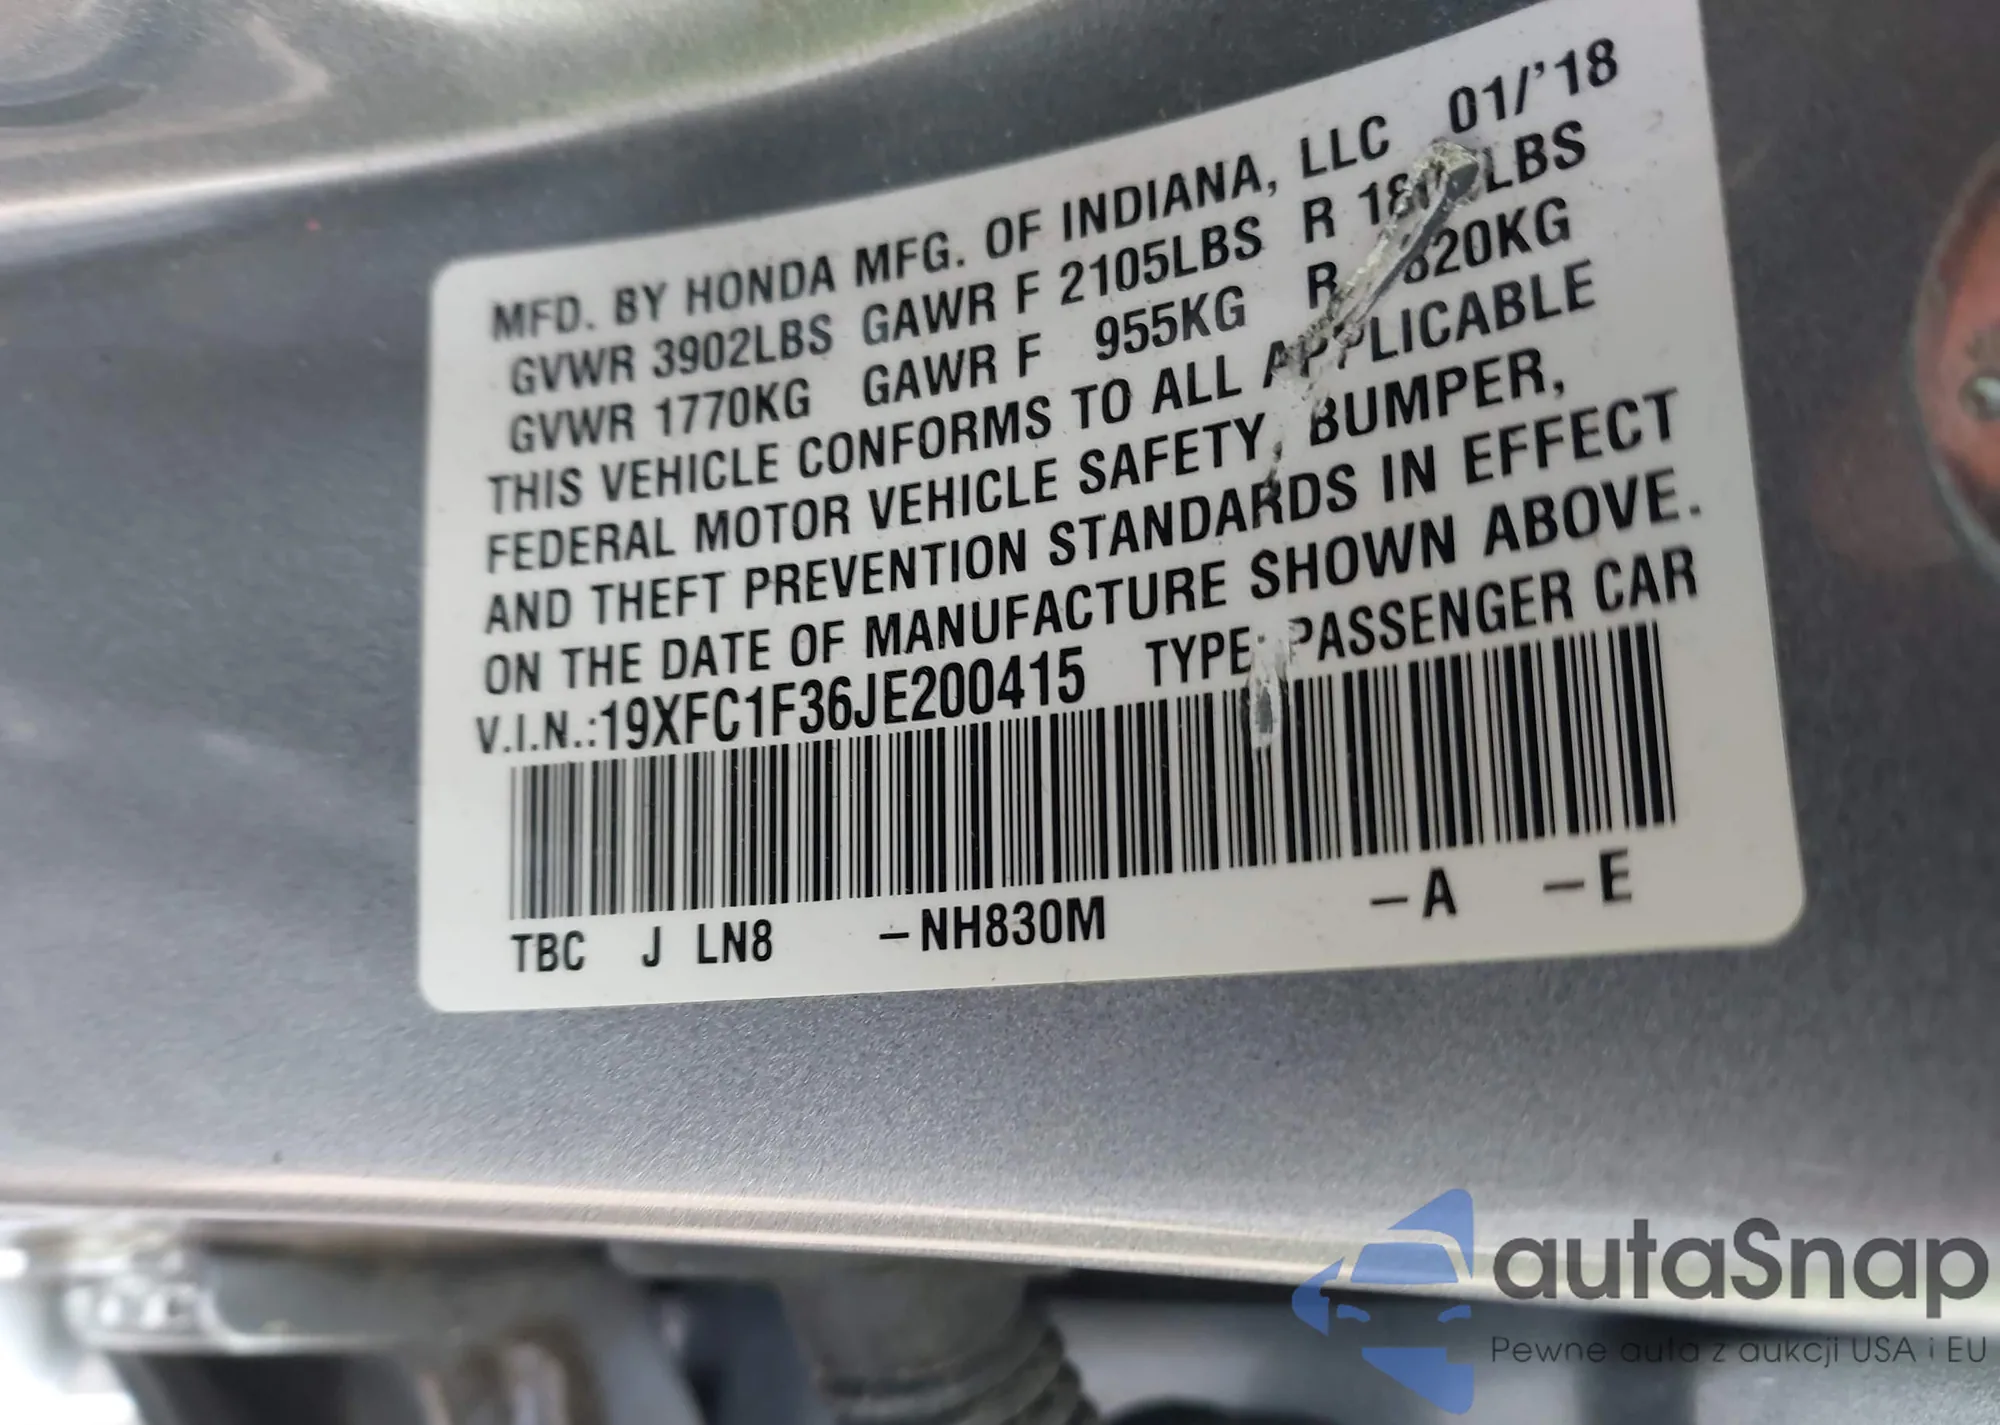 MFD. BY HONDA MFG. OF INDIANA, LLC 01/'18
GVWR 3902LBS GAWR F 2105LBS R LBS
GVWR 1770KG GAWR F 955KG R 820KG
THIS VEHICLE CONFORMS TO ALL APPLICABLE
FEDERAL MOTOR VEHICLE SAFETY, BUMPER,
AND THEFT PREVENTION STANDARDS IN EFFECT
ON THE DATE OF MANUFACTURE SHOWN ABOVE.
V.I.N.:19XFC1F36JE200415 TYPE: PASSENGER CAR
TBC J LN8 –NH830M –A –E
autaSnap
Pewne auta z aukcji USA i EU